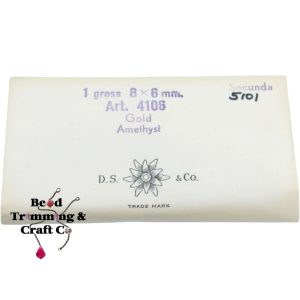 Secunda
1 gross 8 × 6 mm.
5101
Art. 4106
Gold
Amethyst
D.S. & Co.
TRADE MARK
Bead
Trimming &
Craft Co